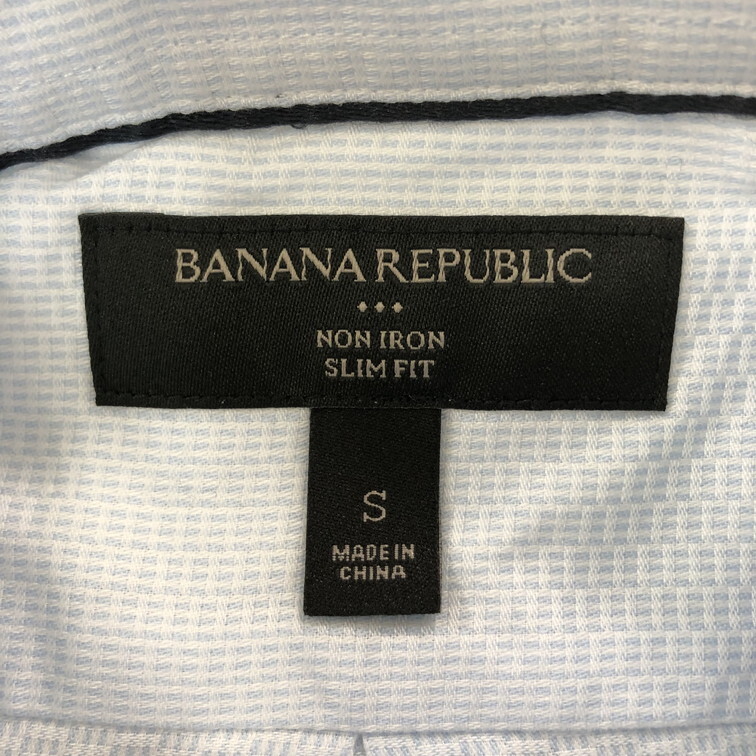 BANANA REPUBLIC
NON IRON
SLIM FIT
S
MADE IN
CHINA